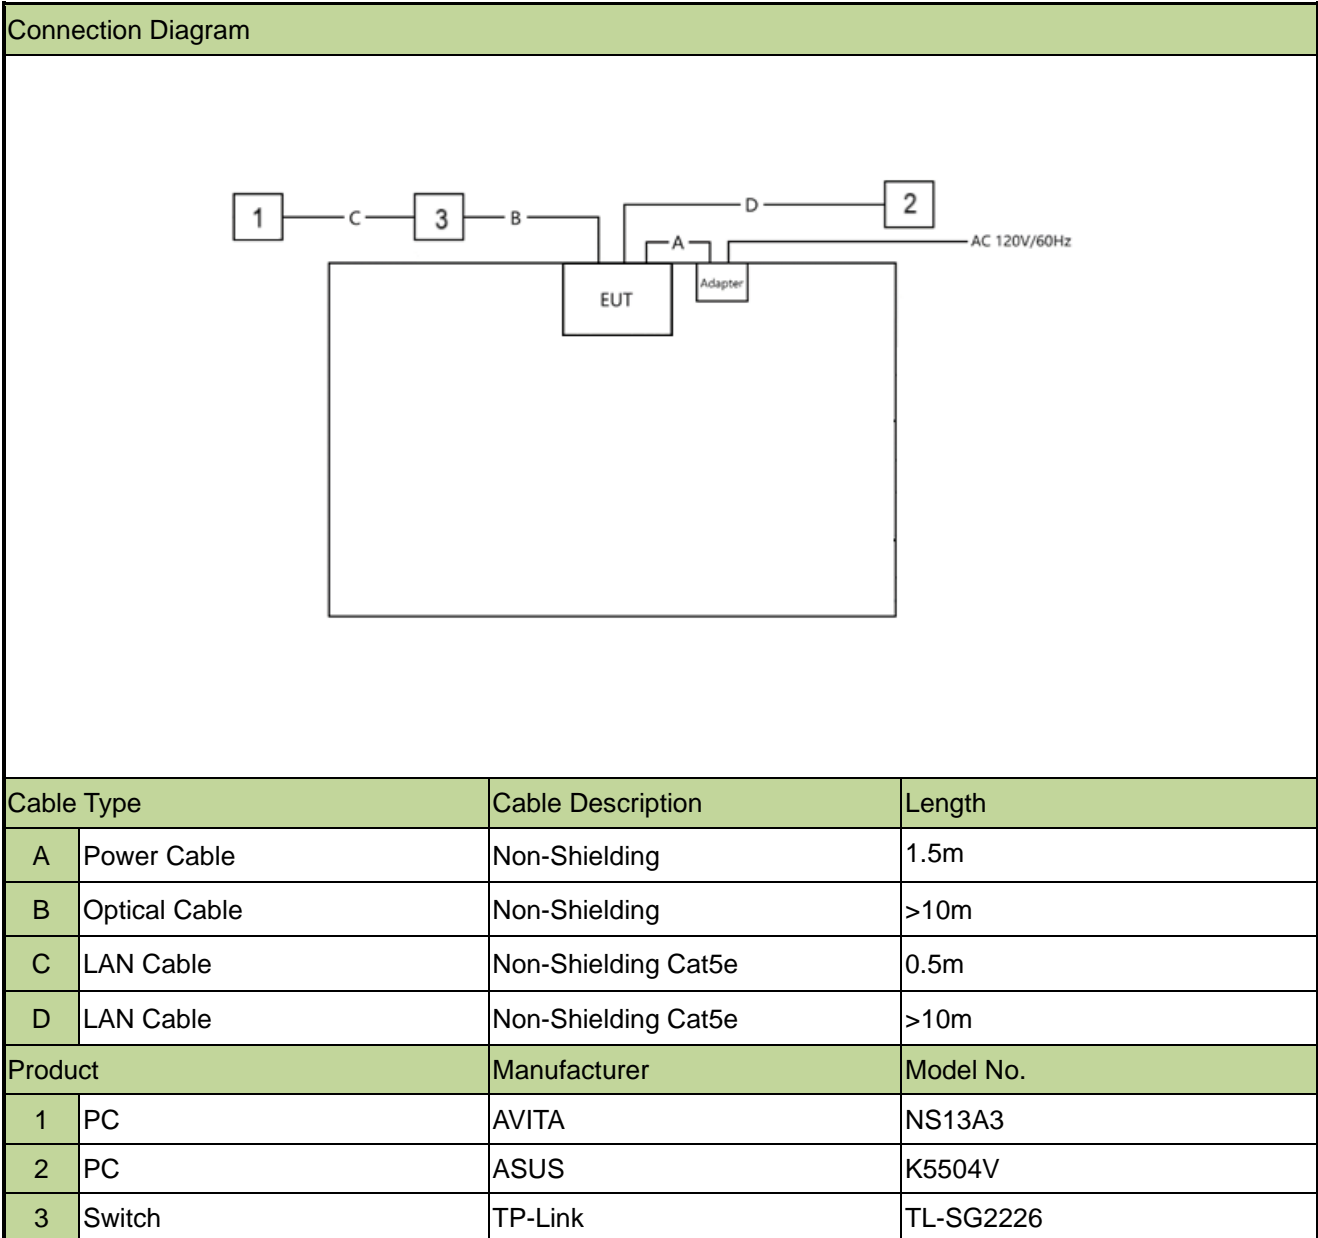 Connection Diagram
1 C 3 B D 2
A AC 120V/60Hz
EUT Adapter
Cable Type Cable Description Length
A Power Cable Non-Shielding 1.5m
B Optical Cable Non-Shielding >10m
C LAN Cable Non-Shielding Cat5e 0.5m
D LAN Cable Non-Shielding Cat5e >10m
Product Manufacturer Model No.
1 PC AVITA NS13A3
2 PC ASUS K5504V
3 Switch TP-Link TL-SG2226